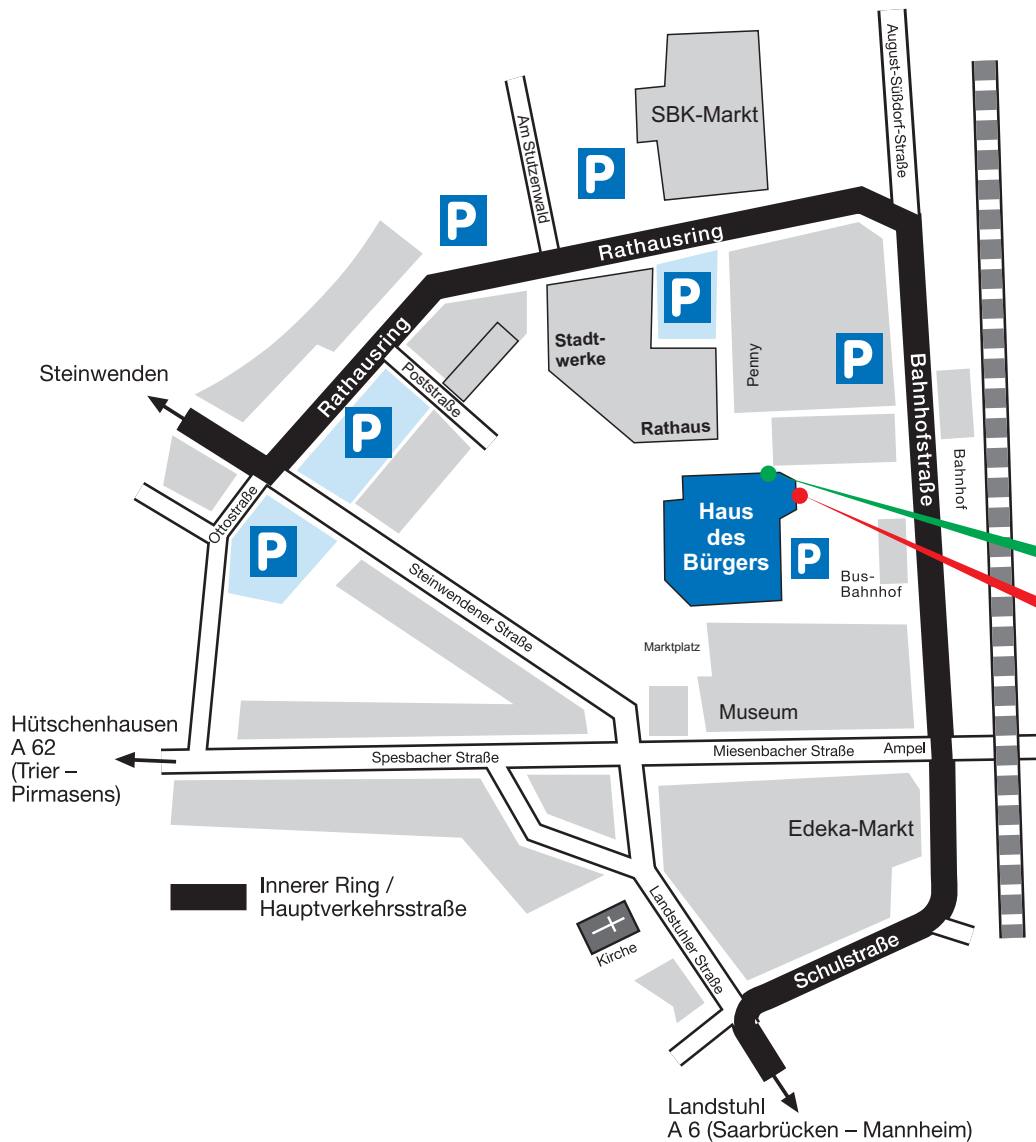 SBK-Markt
August-Süßdorf-Straße
Am Stutzenwald
P
P
Rathausring
P
Stadt-
werke
Rathaus
Penny
P
Bahnhofstraße
Bahnhof
Steinwenden
Rathausring
Poststraße
P
Ottostraße
P
Haus
des
Bürgers
P
Bus-
Bahnhof
Steinwendener Straße
Marktplatz
Museum
Hütschenhausen
A 62
(Trier –
Pirmasens)
Spesbacher Straße
Miesenbacher Straße
Ampel
Edeka-Markt
Innerer Ring /
Hauptverkehrsstraße
Landstuhler Straße
Kirche
Schulstraße
Landstuhl
A 6 (Saarbrücken – Mannheim)